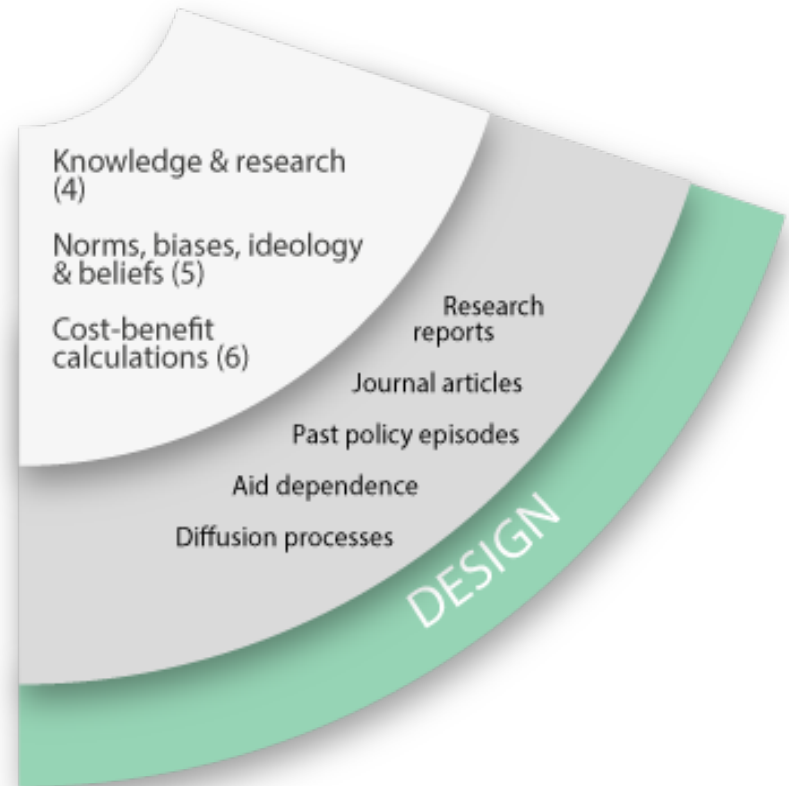 Knowledge & research
(4)
Norms, biases, ideology
& beliefs (5)
Cost-benefit
calculations (6)
Research
reports
Journal articles
Past policy episodes
Aid dependence
Diffusion processes
DESIGN